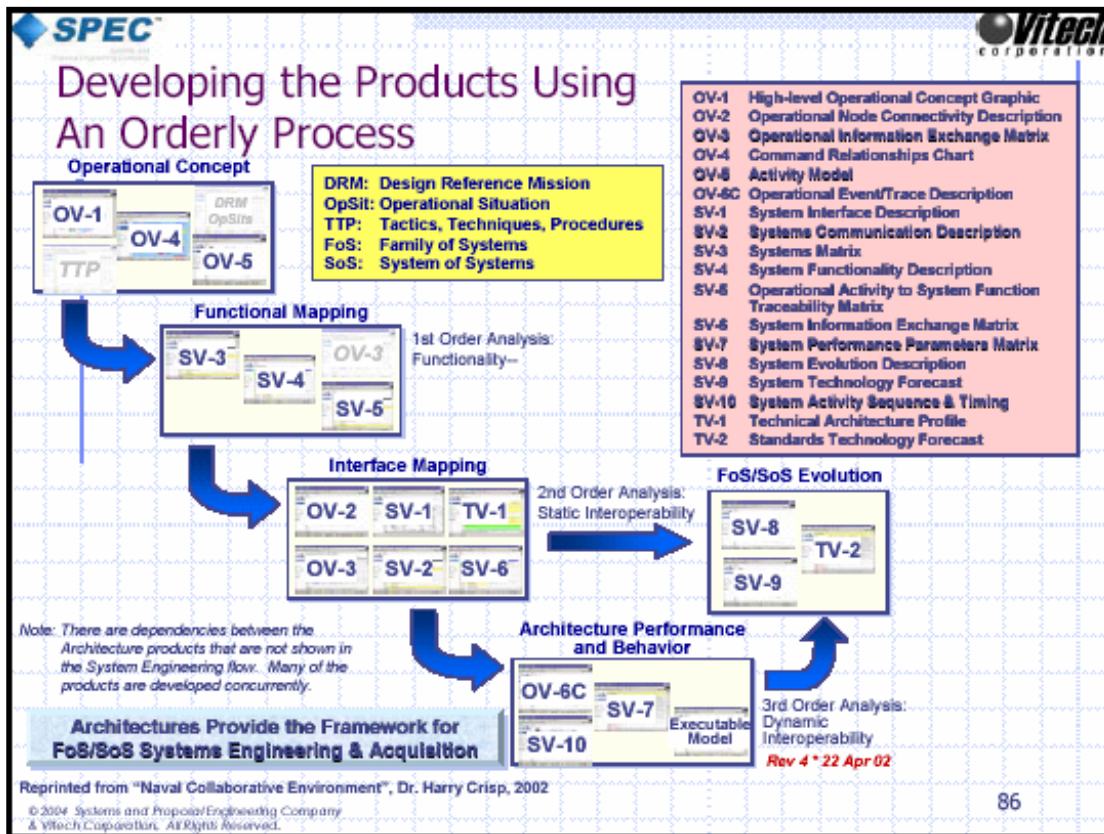 SPEC™
Vitech
corporation
Developing the Products Using
An Orderly Process
OV-1 High-level Operational Concept Graphic
OV-2 Operational Node Connectivity Description
OV-3 Operational Information Exchange Matrix
OV-4 Command Relationships Chart
OV-5 Activity Model
OV-6C Operational Event/Trace Description
SV-1 System Interface Description
SV-2 Systems Communication Description
SV-3 Systems Matrix
SV-4 System Functionality Description
SV-5 Operational Activity to System Function
Traceability Matrix
SV-6 System Information Exchange Matrix
SV-7 System Performance Parameters Matrix
SV-8 System Evolution Description
SV-9 System Technology Forecast
SV-10 System Activity Sequence & Timing
TV-1 Technical Architecture Profile
TV-2 Standards Technology Forecast
DRM: Design Reference Mission
OpSit: Operational Situation
TTP: Tactics, Techniques, Procedures
FoS: Family of Systems
SoS: System of Systems
Operational Concept
OV-1
OV-4
DRM
OpSits
TTP
OV-5
Functional Mapping
SV-3
SV-4
OV-3
SV-5
1st Order Analysis:
Functionality--
Interface Mapping
OV-2 SV-1 TV-1
OV-3 SV-2 SV-6
2nd Order Analysis:
Static Interoperability
FoS/SoS Evolution
SV-8
TV-2
SV-9
Note: There are dependencies between the
Architecture products that are not shown in
the System Engineering flow. Many of the
products are developed concurrently.
Architecture Performance
and Behavior
OV-6C
SV-7
Executable
Model
SV-10
3rd Order Analysis:
Dynamic
Interoperability
Rev 4 * 22 Apr 02
Architectures Provide the Framework for
FoS/SoS Systems Engineering & Acquisition
Reprinted from "Naval Collaborative Environment", Dr. Harry Crisp, 2002
86
© 2004 Systems and Proposal Engineering Company
& Vitech Corporation. All Rights Reserved.